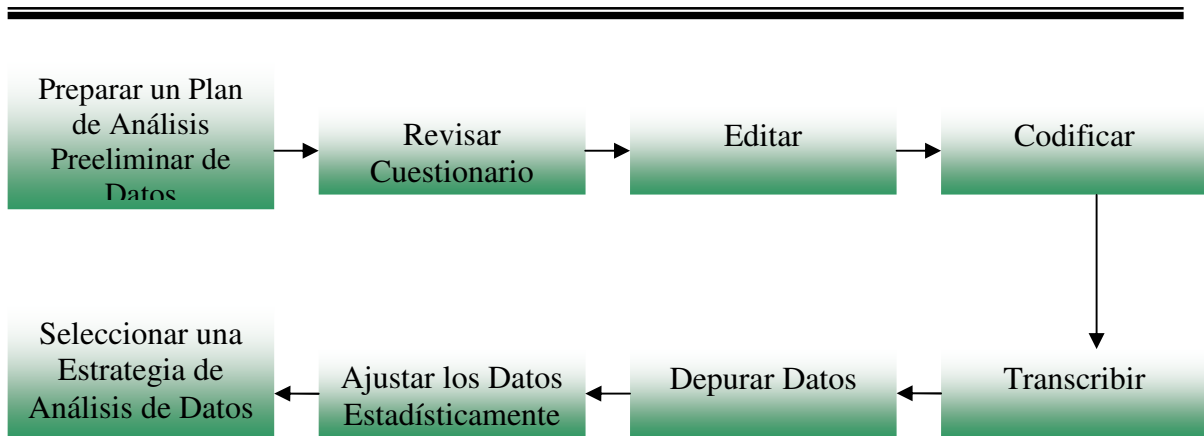 Preparar un Plan
de Análisis
Preeliminar de
Datos
Revisar
Cuestionario
Editar
Codificar
Transcribir
Depurar Datos
Ajustar los Datos
Estadísticamente
Seleccionar una
Estrategia de
Análisis de Datos